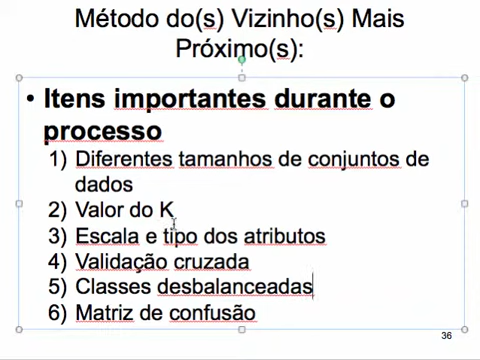 Método do(s) Vizinho(s) Mais
Próximo(s):
• Itens importantes durante o
processo
1) Diferentes tamanhos de conjuntos de
dados
2) Valor do K
3) Escala e tipo dos atributos
4) Validação cruzada
5) Classes desbalanceadas
6) Matriz de confusão
36